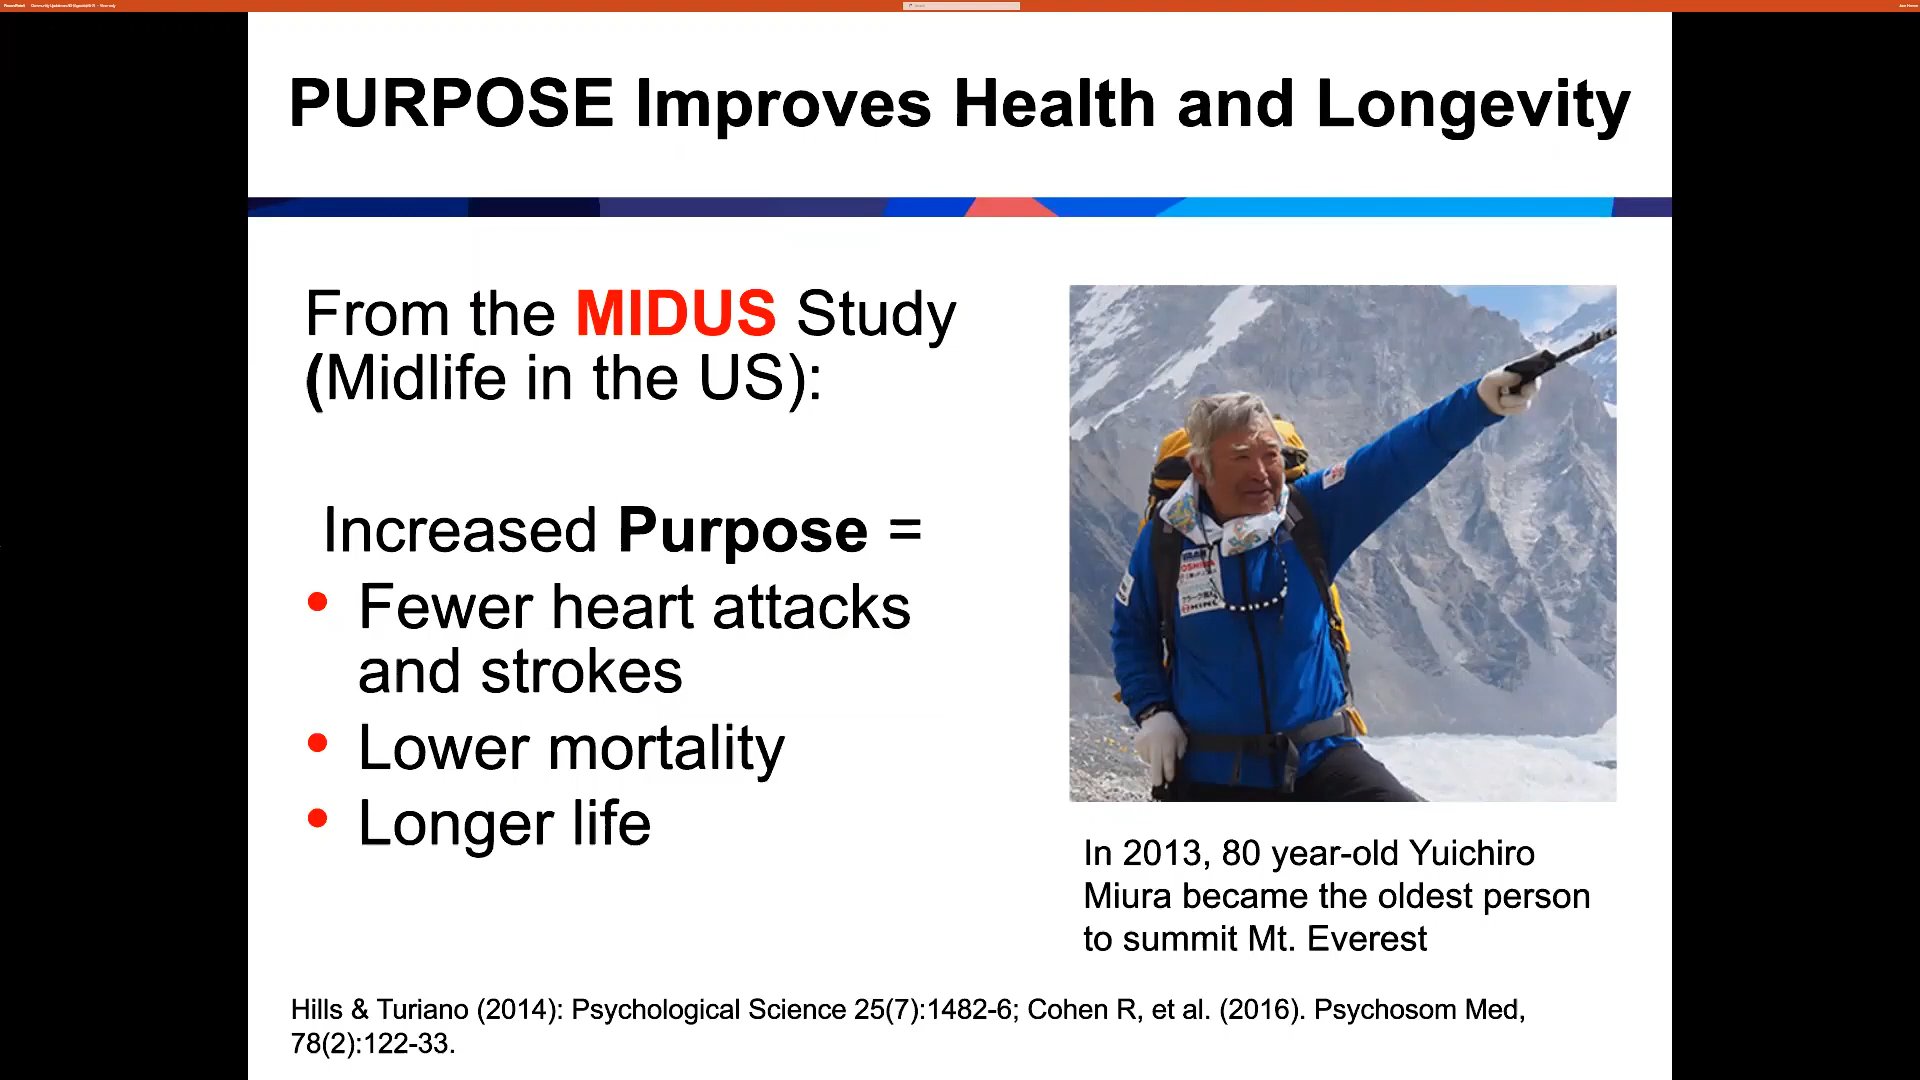 PURPOSE Improves Health and Longevity
From the MIDUS Study
(Midlife in the US):
Increased Purpose =
• Fewer heart attacks
and strokes
• Lower mortality
• Longer life
In 2013, 80 year-old Yuichiro
Miura became the oldest person
to summit Mt. Everest
Hills & Turiano (2014): Psychological Science 25(7):1482-6; Cohen R, et al. (2016). Psychosom Med,
78(2):122-33.